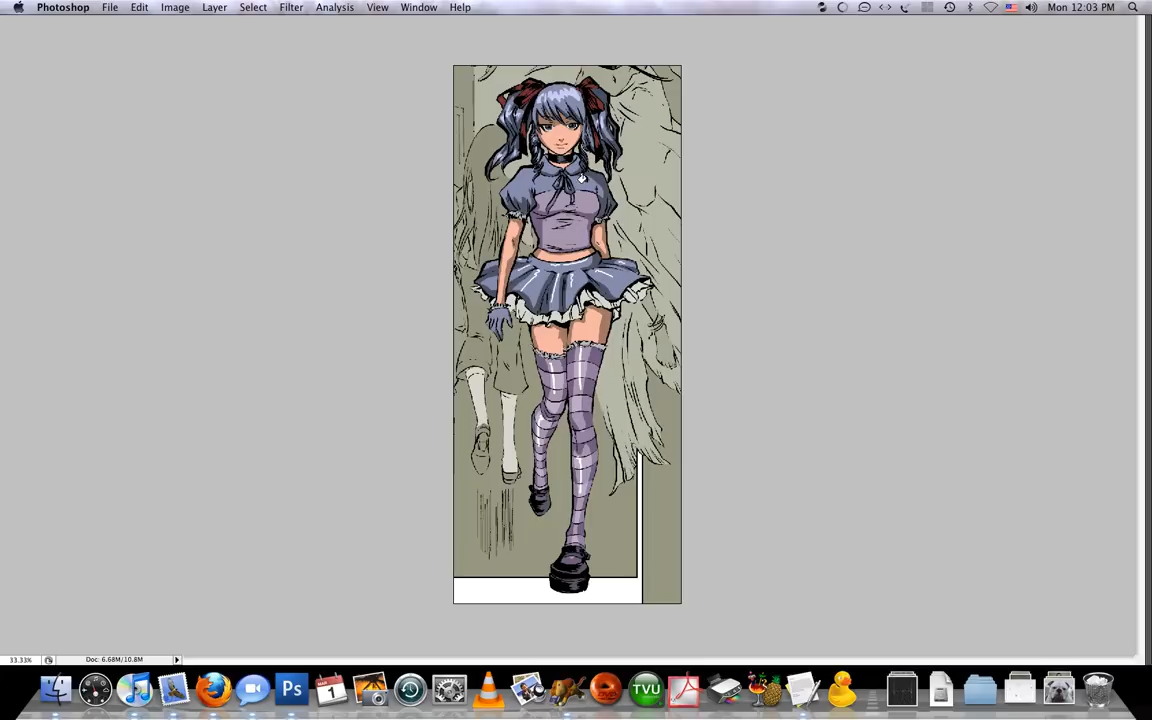 Photoshop File Edit Image Layer Select Filter Analysis View Window Help Mon 12:03 PM
33.33% Doc: 6.68M/10.8M
Ps 1 TVU